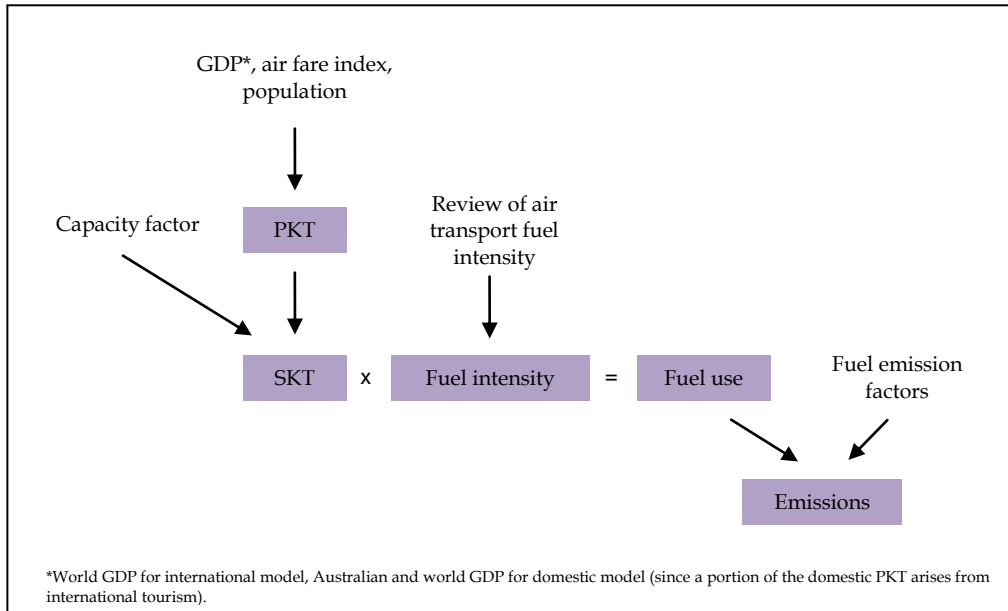 GDP*, air fare index,
population
Capacity factor
PKT
Review of air
transport fuel
intensity
SKT x Fuel intensity = Fuel use
Fuel emission
factors
Emissions
*World GDP for international model, Australian and world GDP for domestic model (since a portion of the domestic PKT arises from
international tourism).